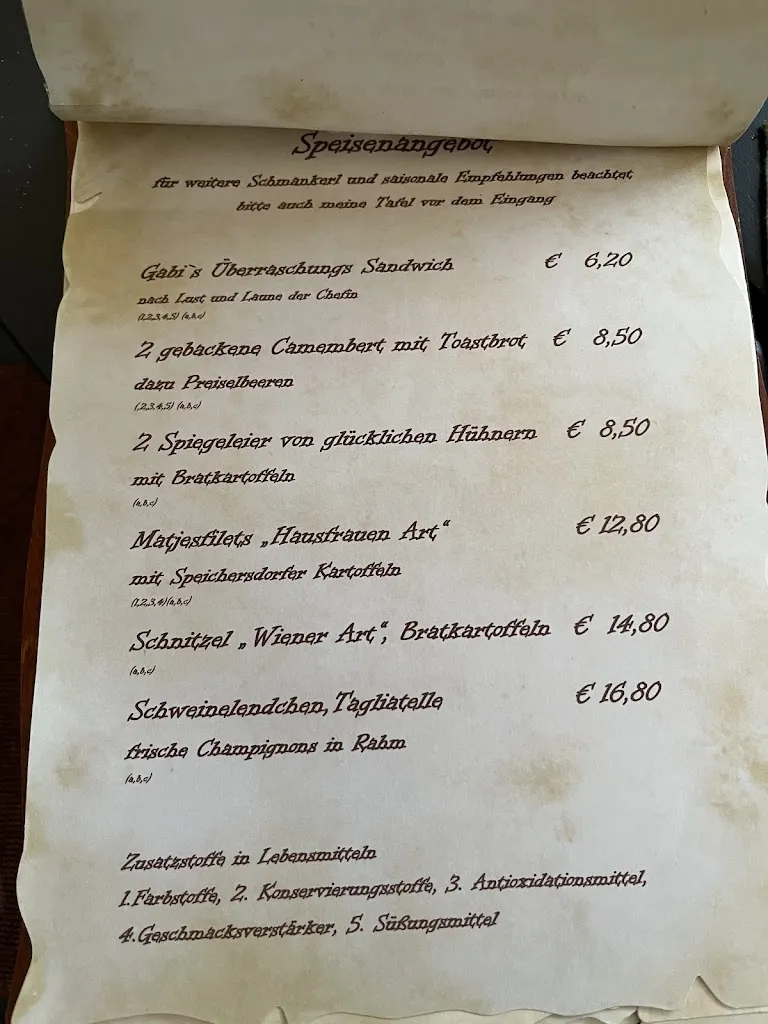 Speisenangebot
für weitere Schmankerl und saisonale Empfehlungen beachtet
bitte auch meine Tafel vor dem Eingang
Gabi`s Überraschungs Sandwich € 6,20
nach Lust und Laune der Chefin
(1,2,3,4,5) (a,b,c)
2 gebackene Camembert mit Toastbrot € 8,50
dazu Preiselbeeren
(,2,3,4,5) (a,b,c)
2 Spiegeleier von glücklichen Hühnern € 8,50
mit Bratkartoffeln
(a,b,c)
Matjesfilets „Hausfrauen Art“ € 12,80
mit Speichersdorfer Kartoffeln
(1,2,3,4)(a,b,c)
Schnitzel „Wiener Art“, Bratkartoffeln € 14,80
(a,b,c)
Schweinelendchen, Tagliatelle € 16,80
frische Champignons in Rahm
(a,b,c)
Zusatzstoffe in Lebensmitteln
1.Farbstoffe, 2. Konservierungsstoffe, 3. Antioxidationsmittel,
4.Geschmacksverstärker, 5. Süßungsmittel